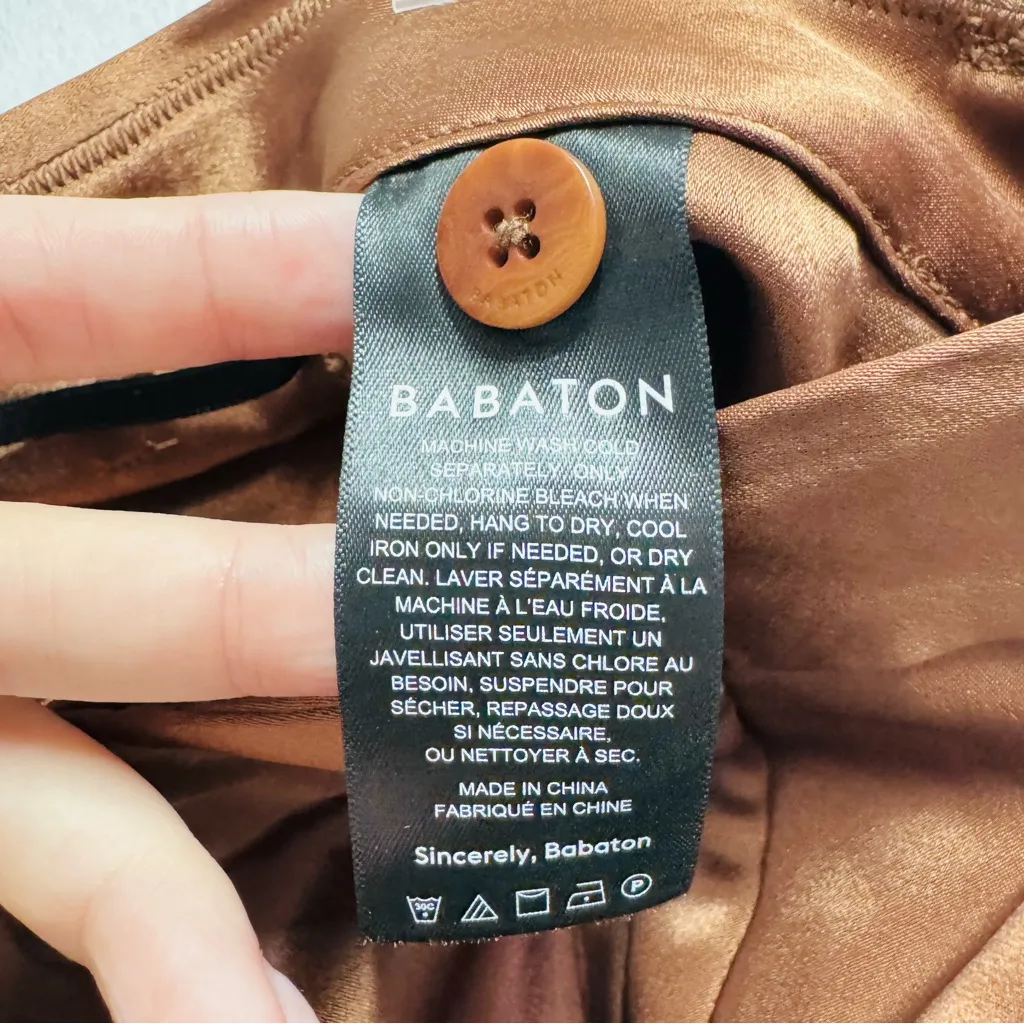 BABATON
BABATON
MACHINE WASH COLD
SEPARATELY, ONLY
NON-CHLORINE BLEACH WHEN
NEEDED, HANG TO DRY, COOL
IRON ONLY IF NEEDED, OR DRY
CLEAN. LAVER SÉPARÉMENT À LA
MACHINE À L'EAU FROIDE,
UTILISER SEULEMENT UN
JAVELLISANT SANS CHLORE AU
BESOIN, SUSPENDRE POUR
SÉCHER, REPASSAGE DOUX
SI NÉCESSAIRE,
OU NETTOYER À SEC.
MADE IN CHINA
FABRIQUÉ EN CHINE
Sincerely, Babaton
30C P